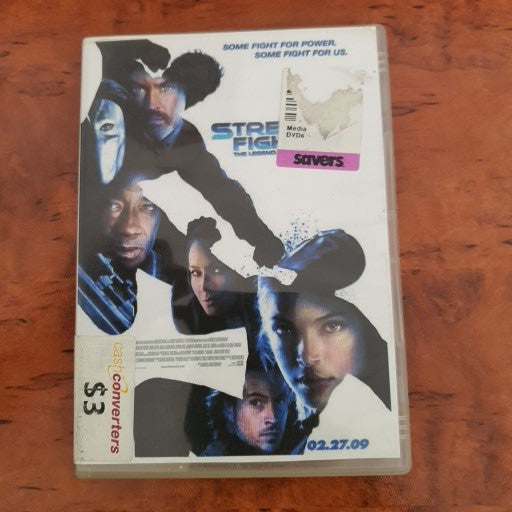 SOME FIGHT FOR POWER.
SOME FIGHT FOR US.
STRE
FIGH
THE LEGEND
Media
DVDs
savers
cash
converters
$3
02.27.09